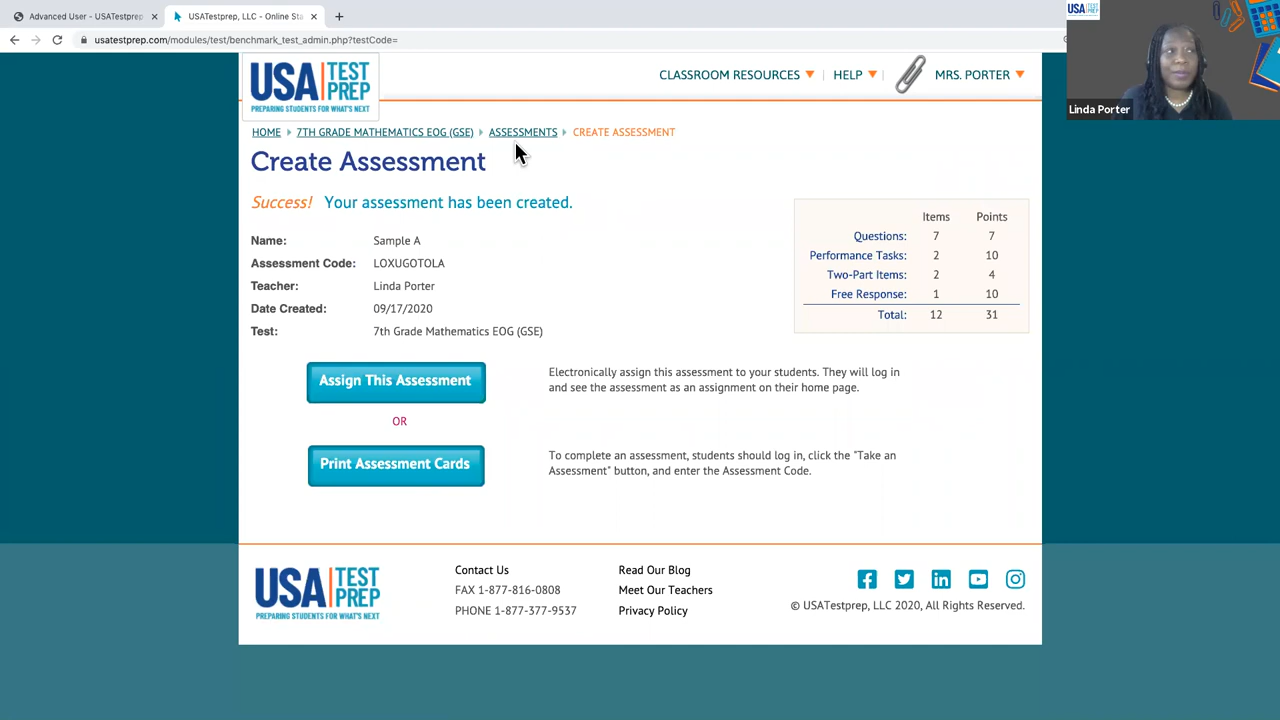 Advanced User - USATestprep
USATestprep, LLC - Online Sta
usatestprep.com/modules/test/benchmark_test_admin.php?testCode=
USA TEST PREP
PREPARING STUDENTS FOR WHAT'S NEXT
CLASSROOM RESOURCES
HELP
MRS. PORTER
USA TEST PREP
Linda Porter
HOME
7TH GRADE MATHEMATICS EOG (GSE)
ASSESSMENTS
CREATE ASSESSMENT
Create Assessment
Success! Your assessment has been created.
Name: Sample A
Assessment Code: LOXUGOTOLA
Teacher: Linda Porter
Date Created: 09/17/2020
Test: 7th Grade Mathematics EOG (GSE)
Items Points
Questions: 7 7
Performance Tasks: 2 10
Two-Part Items: 2 4
Free Response: 1 10
Total: 12 31
Assign This Assessment
Electronically assign this assessment to your students. They will log in
and see the assessment as an assignment on their home page.
OR
Print Assessment Cards
To complete an assessment, students should log in, click the "Take an
Assessment" button, and enter the Assessment Code.
USA TEST PREP
PREPARING STUDENTS FOR WHAT'S NEXT
Contact Us
FAX 1-877-816-0808
PHONE 1-877-377-9537
Read Our Blog
Meet Our Teachers
Privacy Policy
© USATestprep, LLC 2020, All Rights Reserved.